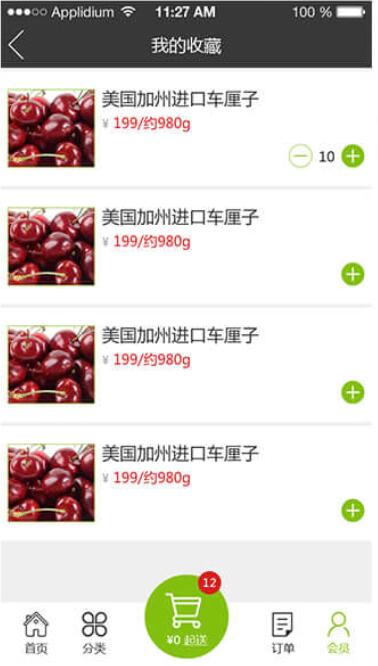 Applidium 11:27 AM 100 %
我的收藏
美国加州进口车厘子
¥ 199/约980g
10
美国加州进口车厘子
¥ 199/约980g
美国加州进口车厘子
¥ 199/约980g
美国加州进口车厘子
¥ 199/约980g
12
¥0 起送
首页 分类 订单 会员